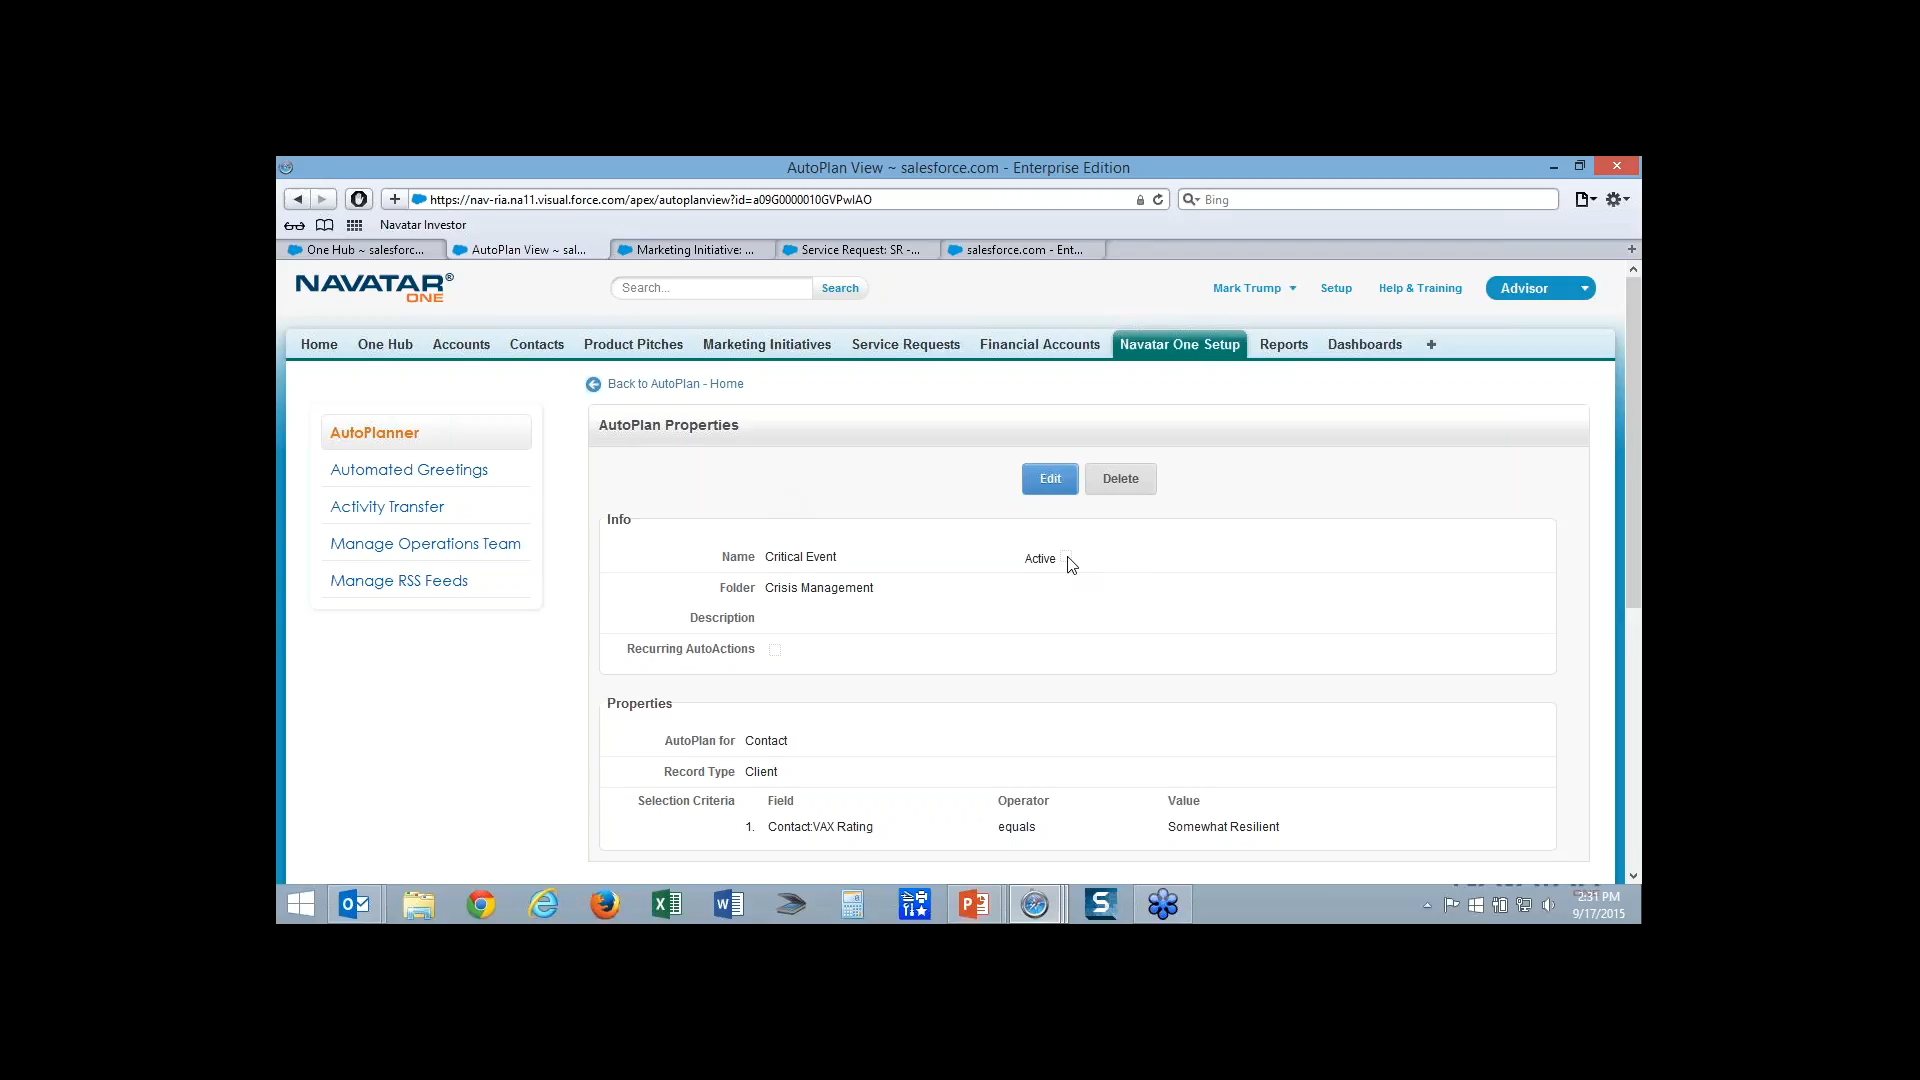 AutoPlan View ~ salesforce.com - Enterprise Edition
https://nav-ria.na11.visual.force.com/apex/autoplanview?id=a09G0000010GVPwIAO
Bing
Navatar Investor
One Hub ~ salesforc...
AutoPlan View ~ sal...
Marketing Initiative: ...
Service Request: SR -...
salesforce.com - Ent...
NAVATAR®
ONE
Search...
Search
Mark Trump
Setup
Help & Training
Advisor
Home One Hub Accounts Contacts Product Pitches Marketing Initiatives Service Requests Financial Accounts Navatar One Setup Reports Dashboards +
Back to AutoPlan - Home
AutoPlanner
Automated Greetings
Activity Transfer
Manage Operations Team
Manage RSS Feeds
AutoPlan Properties
Edit Delete
Info
Name Critical Event Active
Folder Crisis Management
Description
Recurring AutoActions
Properties
AutoPlan for Contact
Record Type Client
Selection Criteria Field Operator Value
1. Contact:VAX Rating equals Somewhat Resilient
2:31 PM
9/17/2015